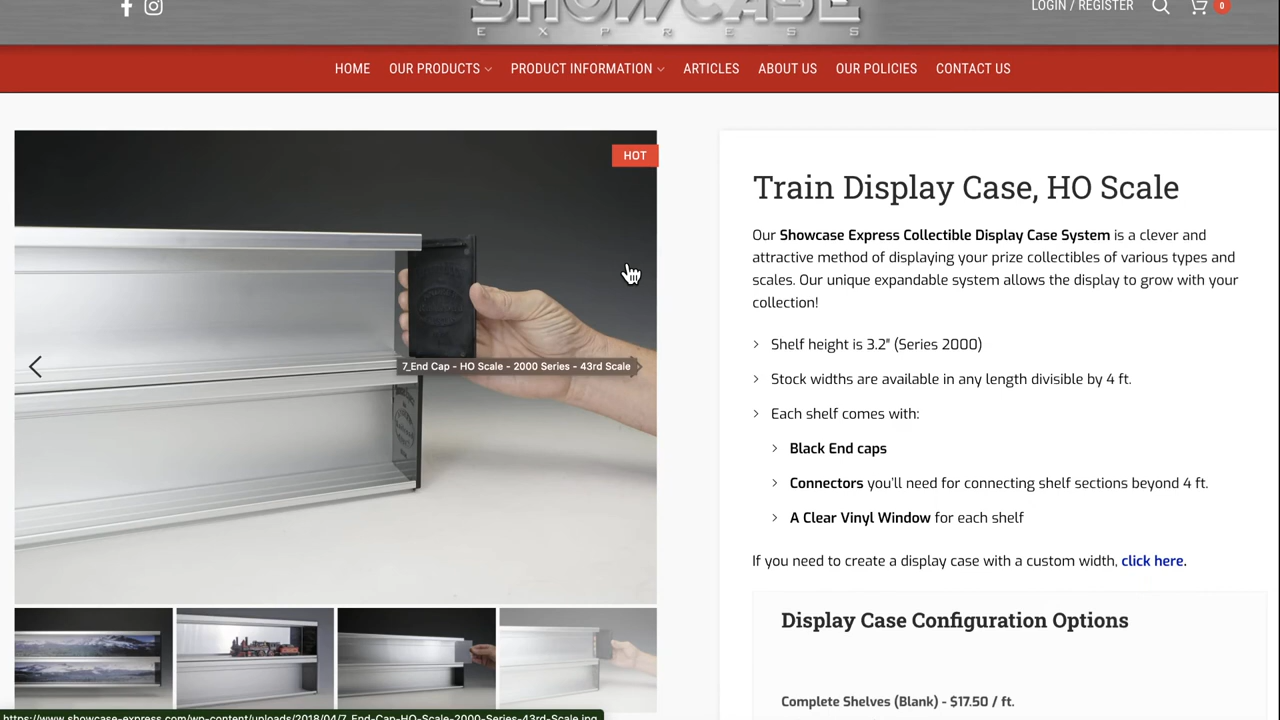 SHOWCASE
EXPRESS
LOGIN / REGISTER
0
HOME OUR PRODUCTS PRODUCT INFORMATION ARTICLES ABOUT US OUR POLICIES CONTACT US
HOT
7_End Cap - HO Scale - 2000 Series - 43rd Scale
Train Display Case, HO Scale
Our Showcase Express Collectible Display Case System is a clever and
attractive method of displaying your prize collectibles of various types and
scales. Our unique expandable system allows the display to grow with your
collection!
Shelf height is 3.2″ (Series 2000)
Stock widths are available in any length divisible by 4 ft.
Each shelf comes with:
Black End caps
Connectors you'll need for connecting shelf sections beyond 4 ft.
A Clear Vinyl Window for each shelf
If you need to create a display case with a custom width, click here.
Display Case Configuration Options
Complete Shelves (Blank) - $17.50 / ft.
https://www.showcase-express.com/wp-content/uploads/2018/04/7_End-Cap-HO-Scale-2000-Series-43rd-Scale.jpg